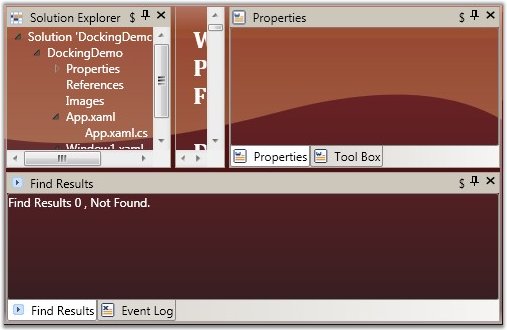 Solution Explorer $
Solution 'DockingDemo
DockingDemo
Properties
References
Images
App.xaml
App.xaml.cs
Window1.xaml
W
P
F
Properties $
Properties Tool Box
Find Results $
Find Results 0 , Not Found.
Find Results Event Log